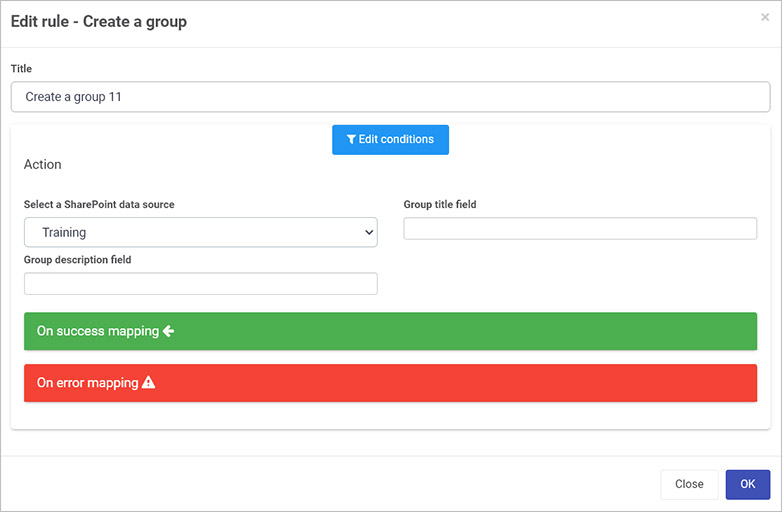 Edit rule - Create a group
×
Title
Create a group 11
Edit conditions
Action
Select a SharePoint data source
Group title field
Training
Group description field
On success mapping
On error mapping
Close
OK